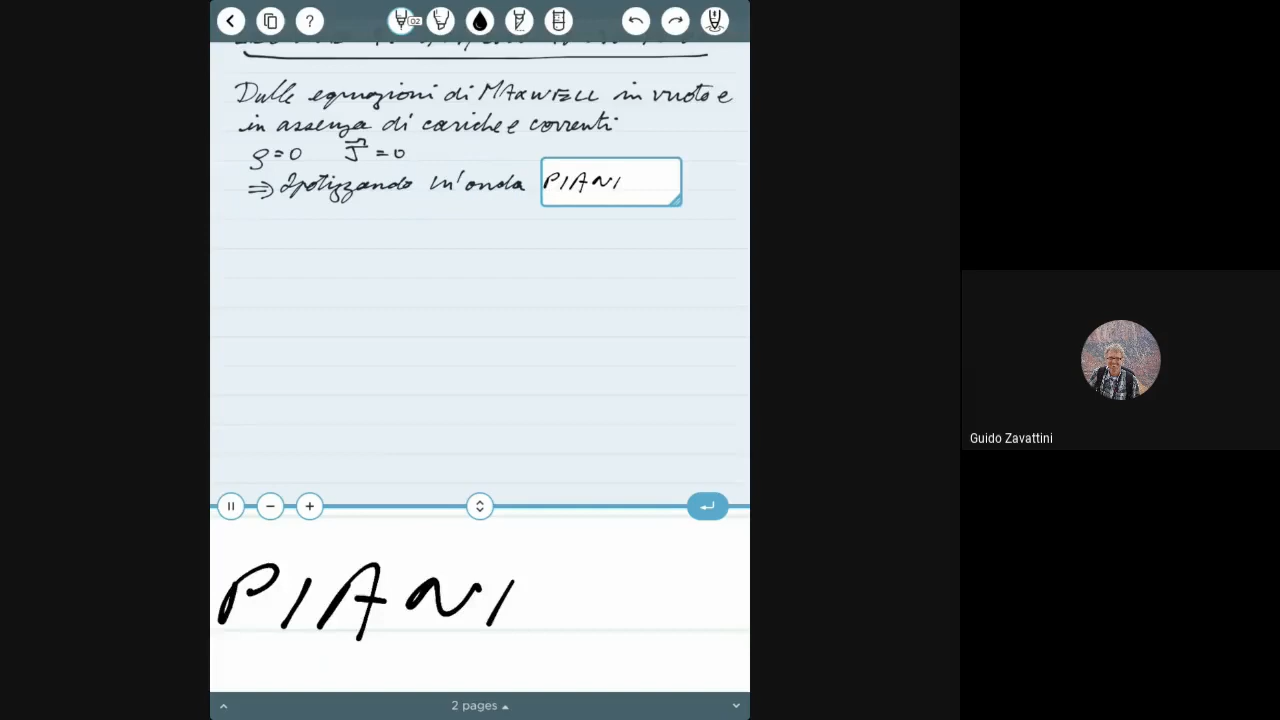 ?
02
Dalle equazioni di MAXWELL in vuoto e
in assenza di cariche e correnti
ρ=0 J⃗=0
⇒ Ipotizzando un'onda PIANI
Guido Zavattini
PIANI
2 pages